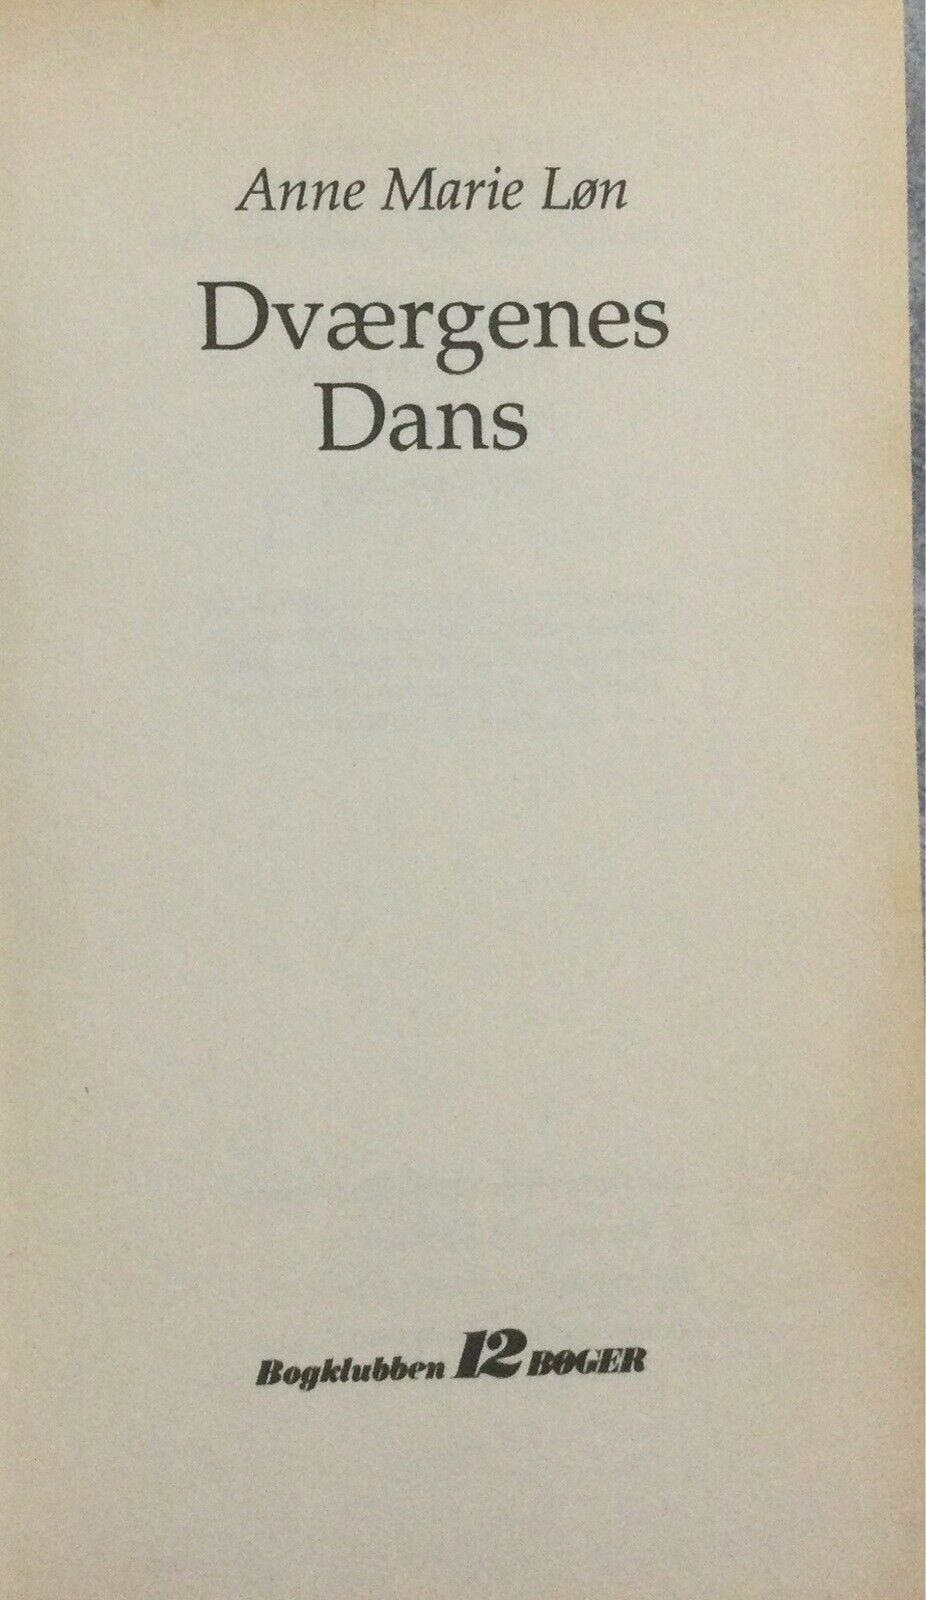 Anne Marie Løn
Dværgenes
Dans
Bogklubben 12 BØGER